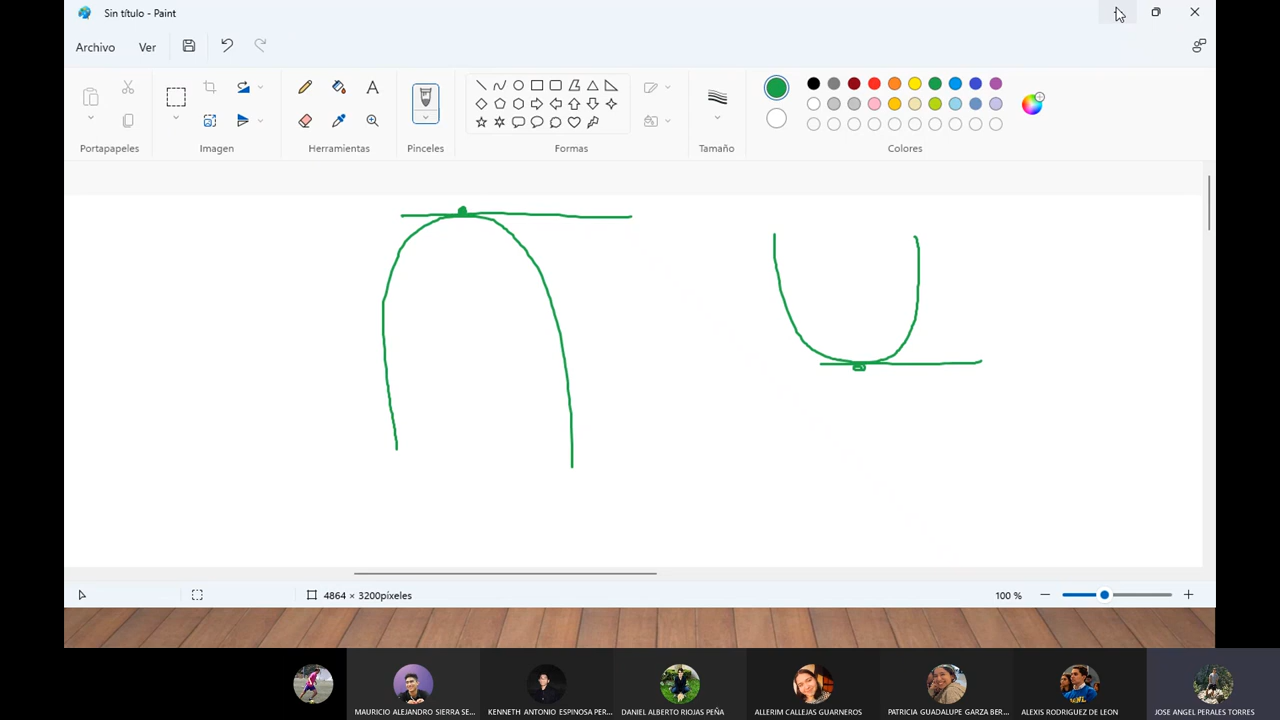 Sin título - Paint
Archivo Ver
A
Portapapeles Imagen Herramientas Pinceles Formas Tamaño Colores
4864 × 3200píxeles 100 %
MAURICIO ALEJANDRO SIERRA SE... KENNETH ANTONIO ESPINOSA PER... DANIEL ALBERTO RIOJAS PEÑA ALLERIM CALLEJAS GUARNEROS PATRICIA GUADALUPE GARZA BER... ALEXIS RODRIGUEZ DE LEON JOSE ANGEL PERALES TORRES